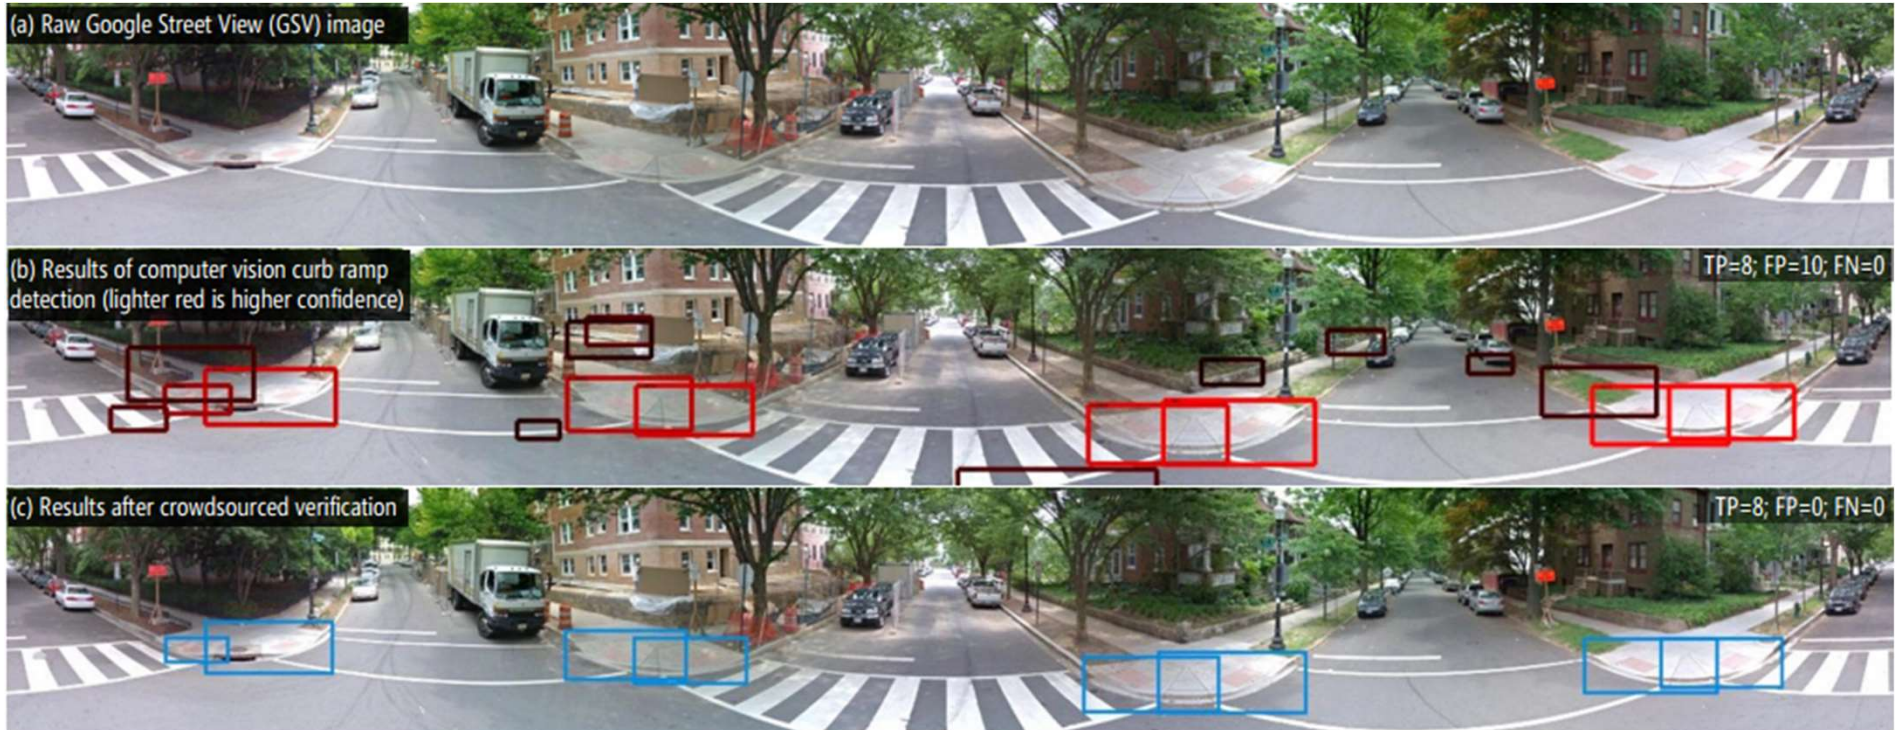 (a) Raw Google Street View (GSV) image
(b) Results of computer vision curb ramp
detection (lighter red is higher confidence)
TP=8; FP=10; FN=0
(c) Results after crowdsourced verification
TP=8; FP=0; FN=0